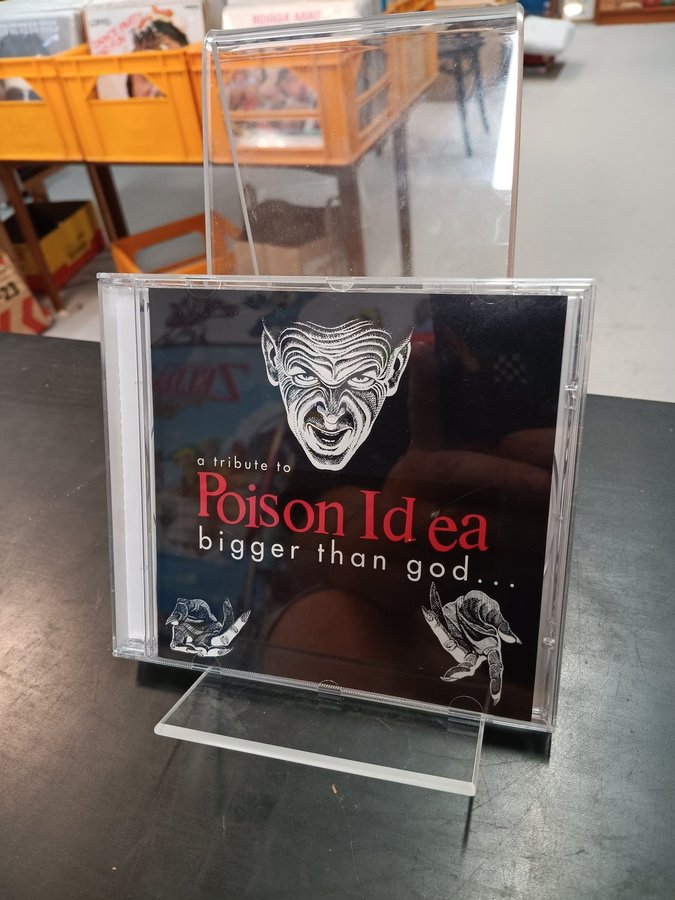 a tribute to
Poison Idea
bigger than god...